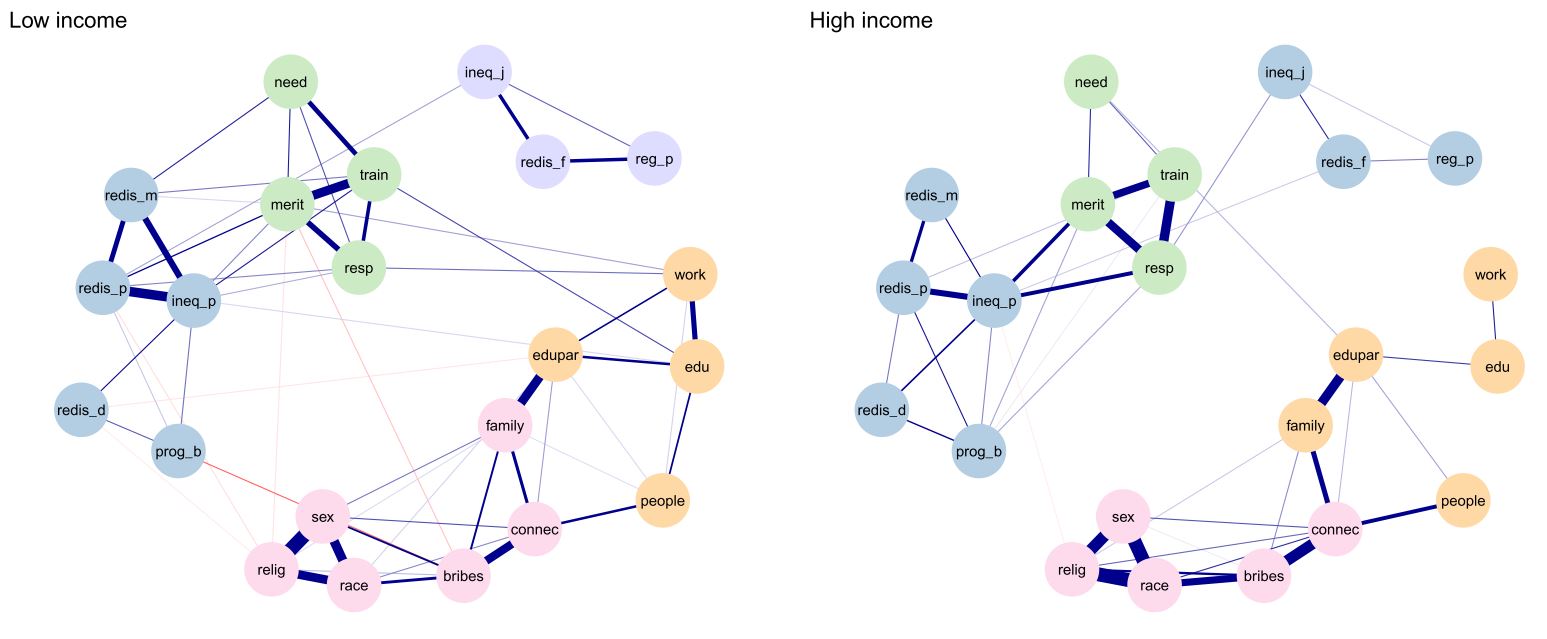 Low income
need
ineq_j
redis_f
reg_p
train
redis_m
merit
resp
redis_p
ineq_p
work
edupar
edu
redis_d
family
prog_b
people
sex
connec
relig
race
bribes
High income
need
ineq_j
redis_f
reg_p
train
redis_m
merit
resp
redis_p
ineq_p
work
edupar
edu
redis_d
family
prog_b
people
sex
connec
relig
race
bribes